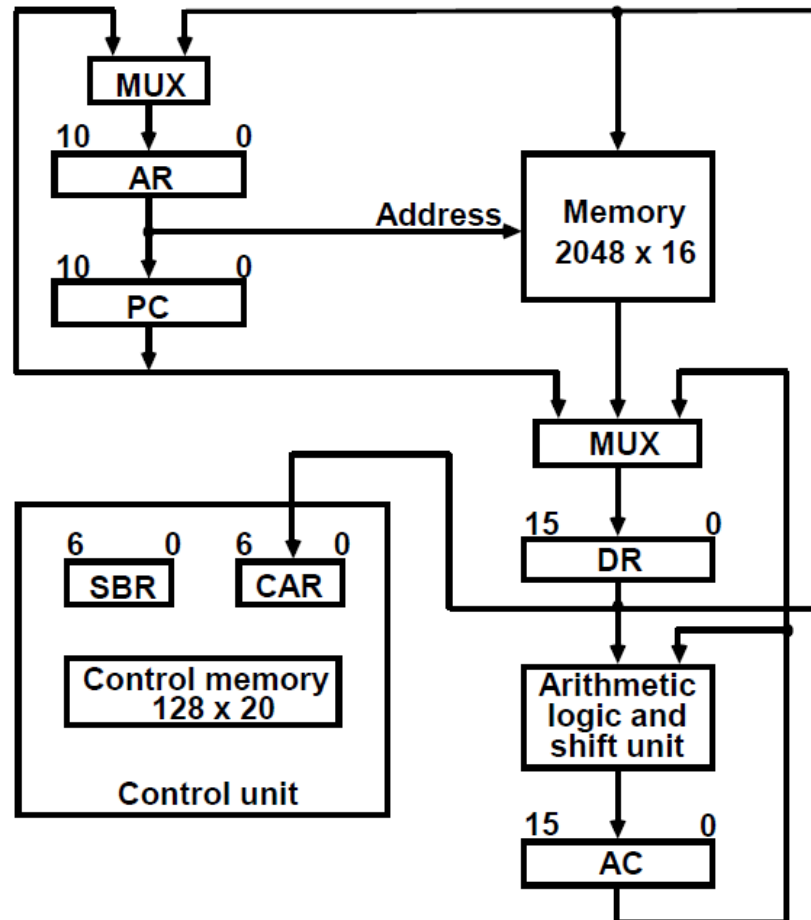 MUX
10 0
AR
Address
Memory
2048 x 16
10 0
PC
MUX
15 0
DR
6 0 6 0
SBR CAR
Control memory
128 x 20
Control unit
Arithmetic
logic and
shift unit
15 0
AC